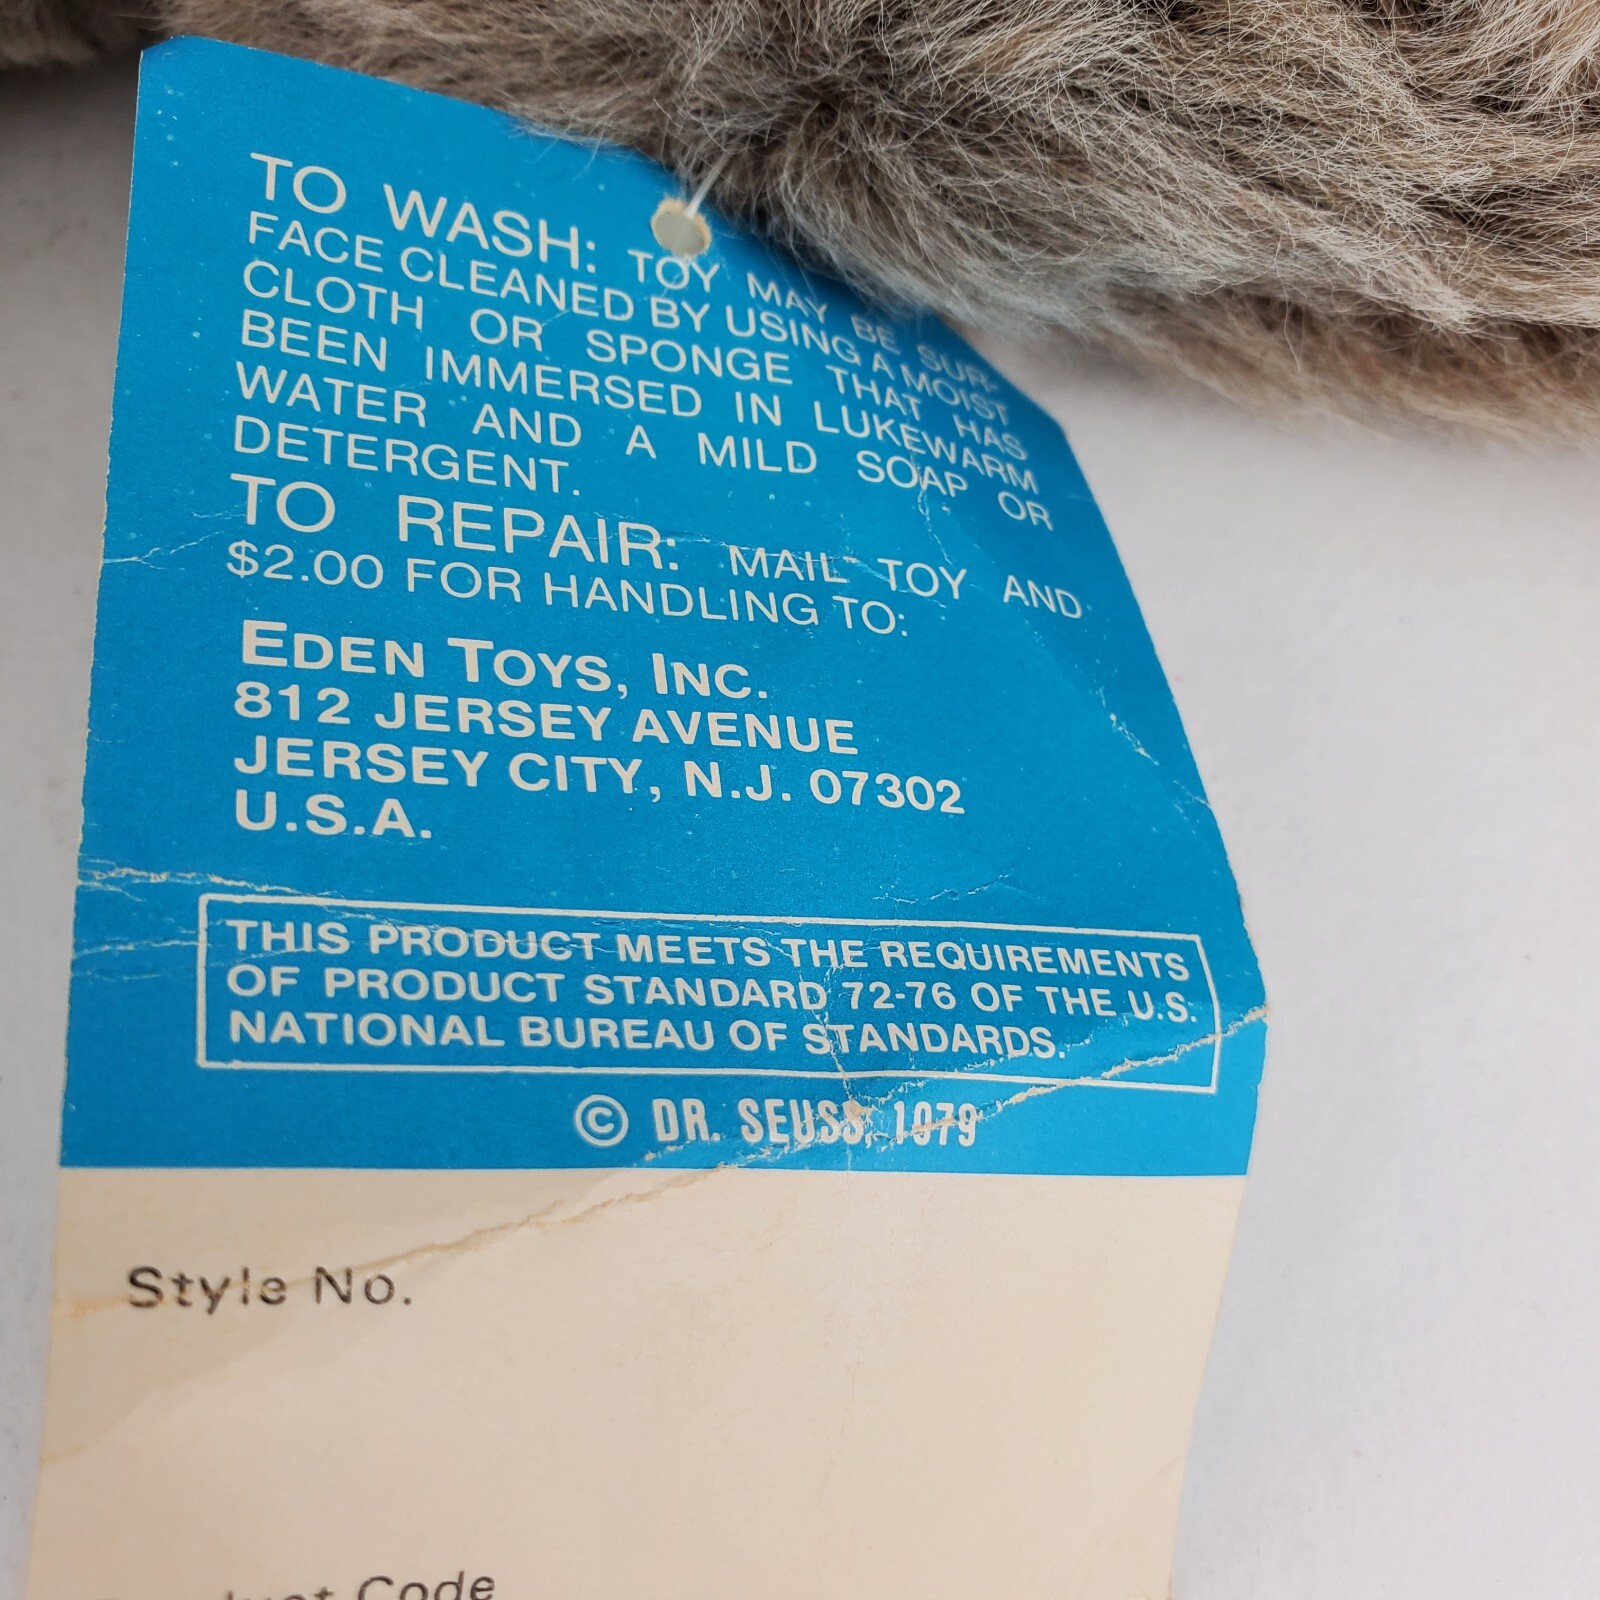 TO WASH: TOY MAY BE SUR-
FACE CLEANED BY USING A MOIST
CLOTH OR SPONGE THAT HAS
BEEN IMMERSED IN LUKEWARM
WATER AND A MILD SOAP OR
DETERGENT.
TO REPAIR: MAIL TOY AND
$2.00 FOR HANDLING TO:
EDEN TOYS, INC.
812 JERSEY AVENUE
JERSEY CITY, N.J. 07302
U.S.A.
THIS PRODUCT MEETS THE REQUIREMENTS
OF PRODUCT STANDARD 72-76 OF THE U.S.
NATIONAL BUREAU OF STANDARDS.
© DR. SEUSS, 1979
Style No.
Code